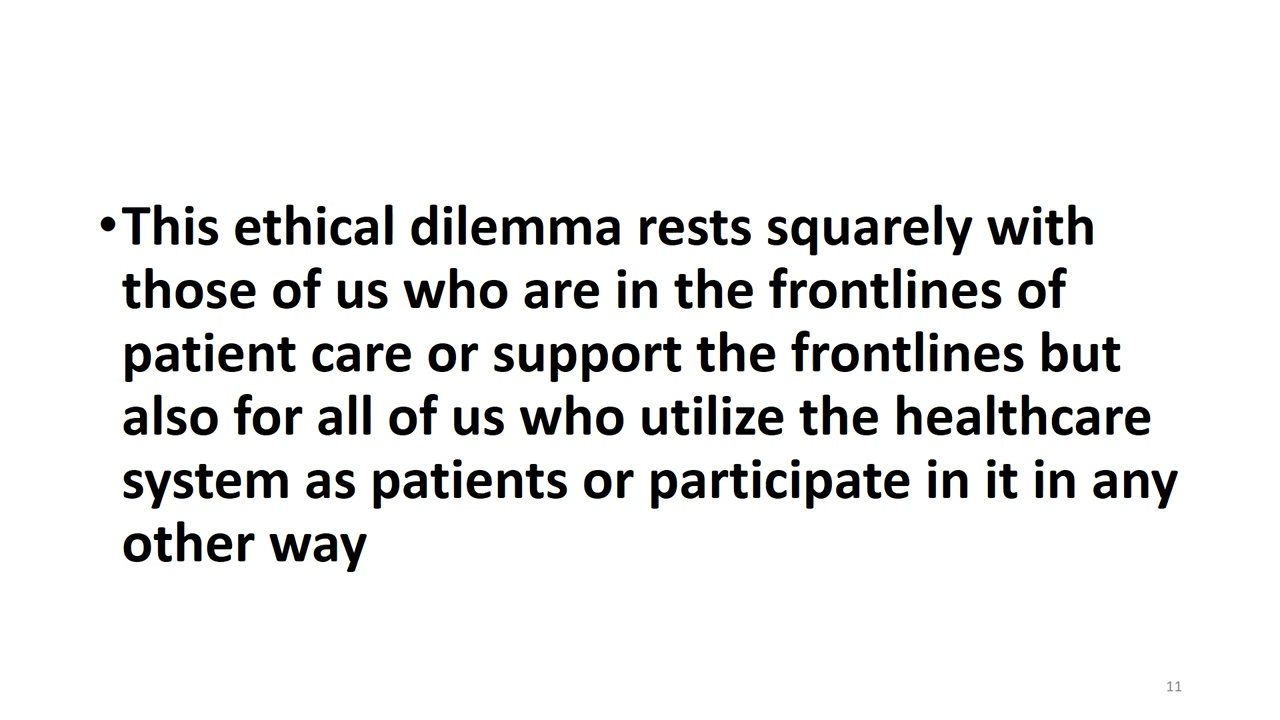 •This ethical dilemma rests squarely with
those of us who are in the frontlines of
patient care or support the frontlines but
also for all of us who utilize the healthcare
system as patients or participate in it in any
other way
11